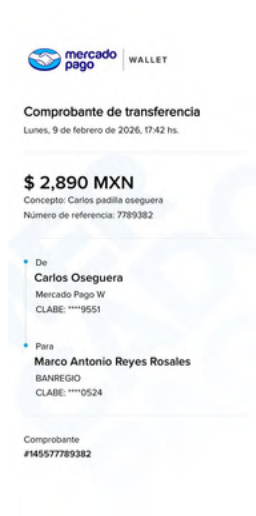 mercado
pago
WALLET
Comprobante de transferencia
Lunes, 9 de febrero de 2026, 17:42 hs.
$ 2,890 MXN
Concepto: Carlos padilla oseguera
Número de referencia: 7789382
De
Carlos Oseguera
Mercado Pago W
CLABE: ****9551
Para
Marco Antonio Reyes Rosales
BANREGIO
CLABE: ****0524
Comprobante
#145577789382